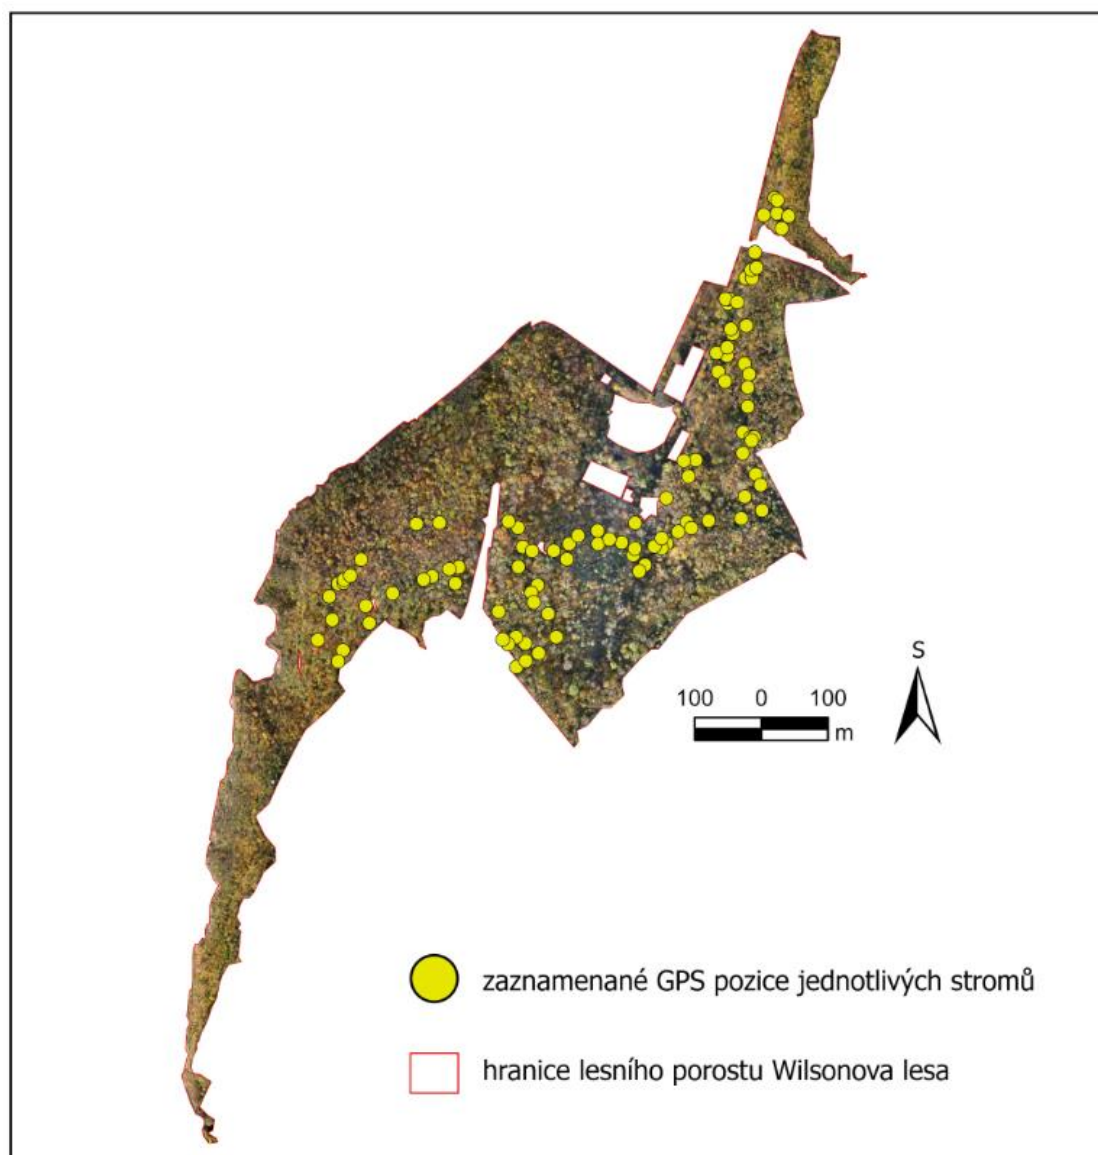 S
100 0 100
m
zaznamenané GPS pozice jednotlivých stromů
hranice lesního porostu Wilsonova lesa